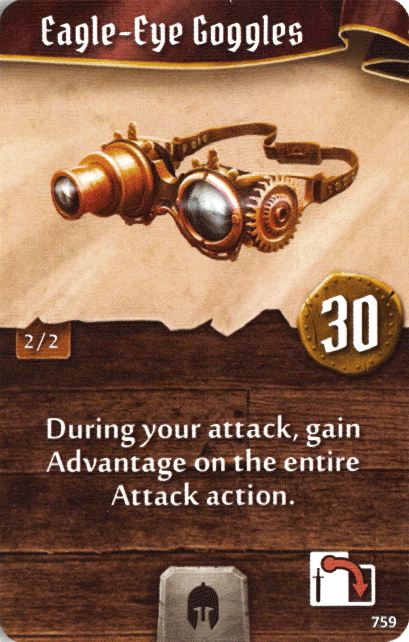 Eagle-Eye Goggles
2/2
30
During your attack, gain
Advantage on the entire
Attack action.
759